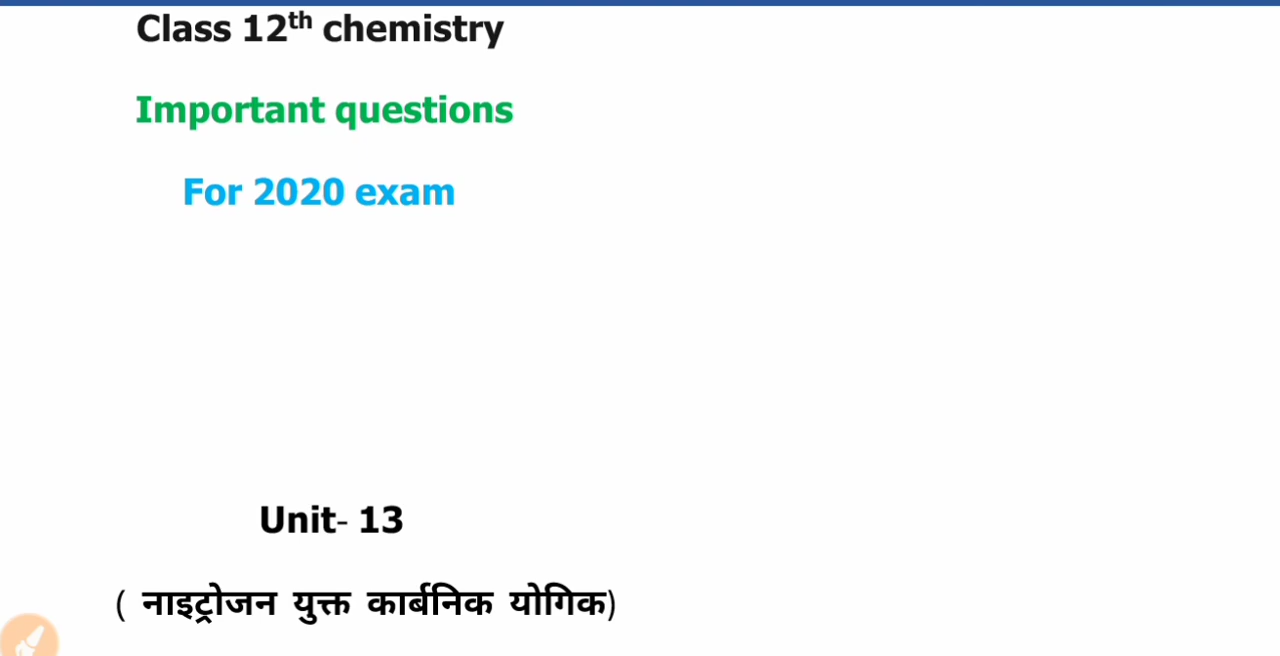 Class 12th chemistry
Important questions
For 2020 exam
Unit- 13
( नाइट्रोजन युक्त कार्बनिक योगिक)